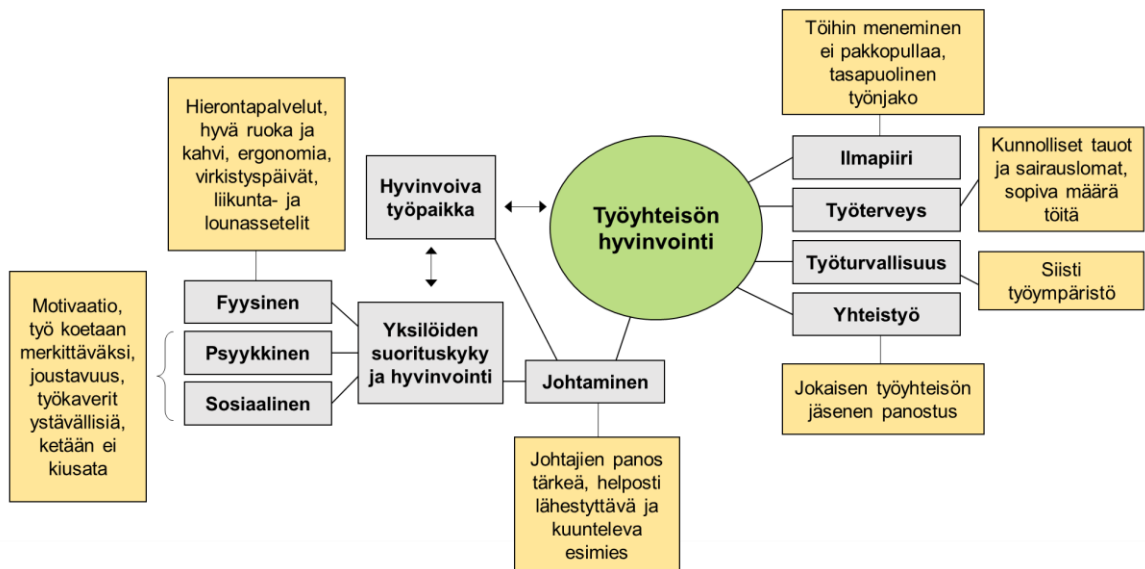 Töihin meneminen
ei pakkopullaa,
tasapuolinen
työnjako
Hierontapalvelut,
hyvä ruoka ja
kahvi, ergonomia,
virkistyspäivät,
liikunta- ja
lounassetelit
Hyvinvoiva
työpaikka
Työyhteisön
hyvinvointi
Ilmapiiri
Työterveys
Työturvallisuus
Yhteistyö
Kunnolliset tauot
ja sairauslomat,
sopiva määrä
töitä
Siisti
työympäristö
Motivaatio,
työ koetaan
merkittäväksi,
joustavuus,
työkaverit
ystävällisiä,
ketään ei
kiusata
Fyysinen
Psyykkinen
Sosiaalinen
Yksilöiden
suorituskyky
ja hyvinvointi
Johtaminen
Jokaisen työyhteisön
jäsenen panostus
Johtajien panos
tärkeä, helposti
lähestyttävä ja
kuunteleva
esimies